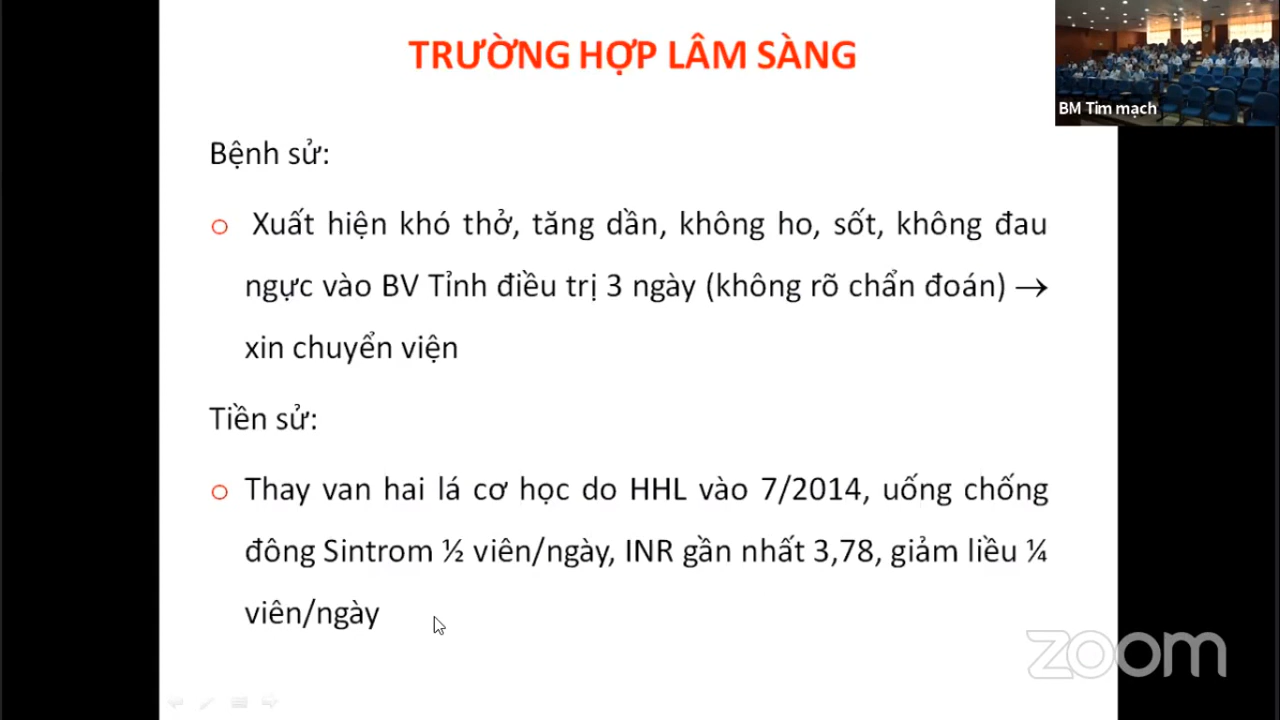 TRƯỜNG HỢP LÂM SÀNG
BM Tim mạch
Bệnh sử:
Xuất hiện khó thở, tăng dần, không ho, sốt, không đau
ngực vào BV Tỉnh điều trị 3 ngày (không rõ chẩn đoán) →
xin chuyển viện
Tiền sử:
Thay van hai lá cơ học do HHL vào 7/2014, uống chống
đông Sintrom ½ viên/ngày, INR gần nhất 3,78, giảm liều ¼
viên/ngày
zoom